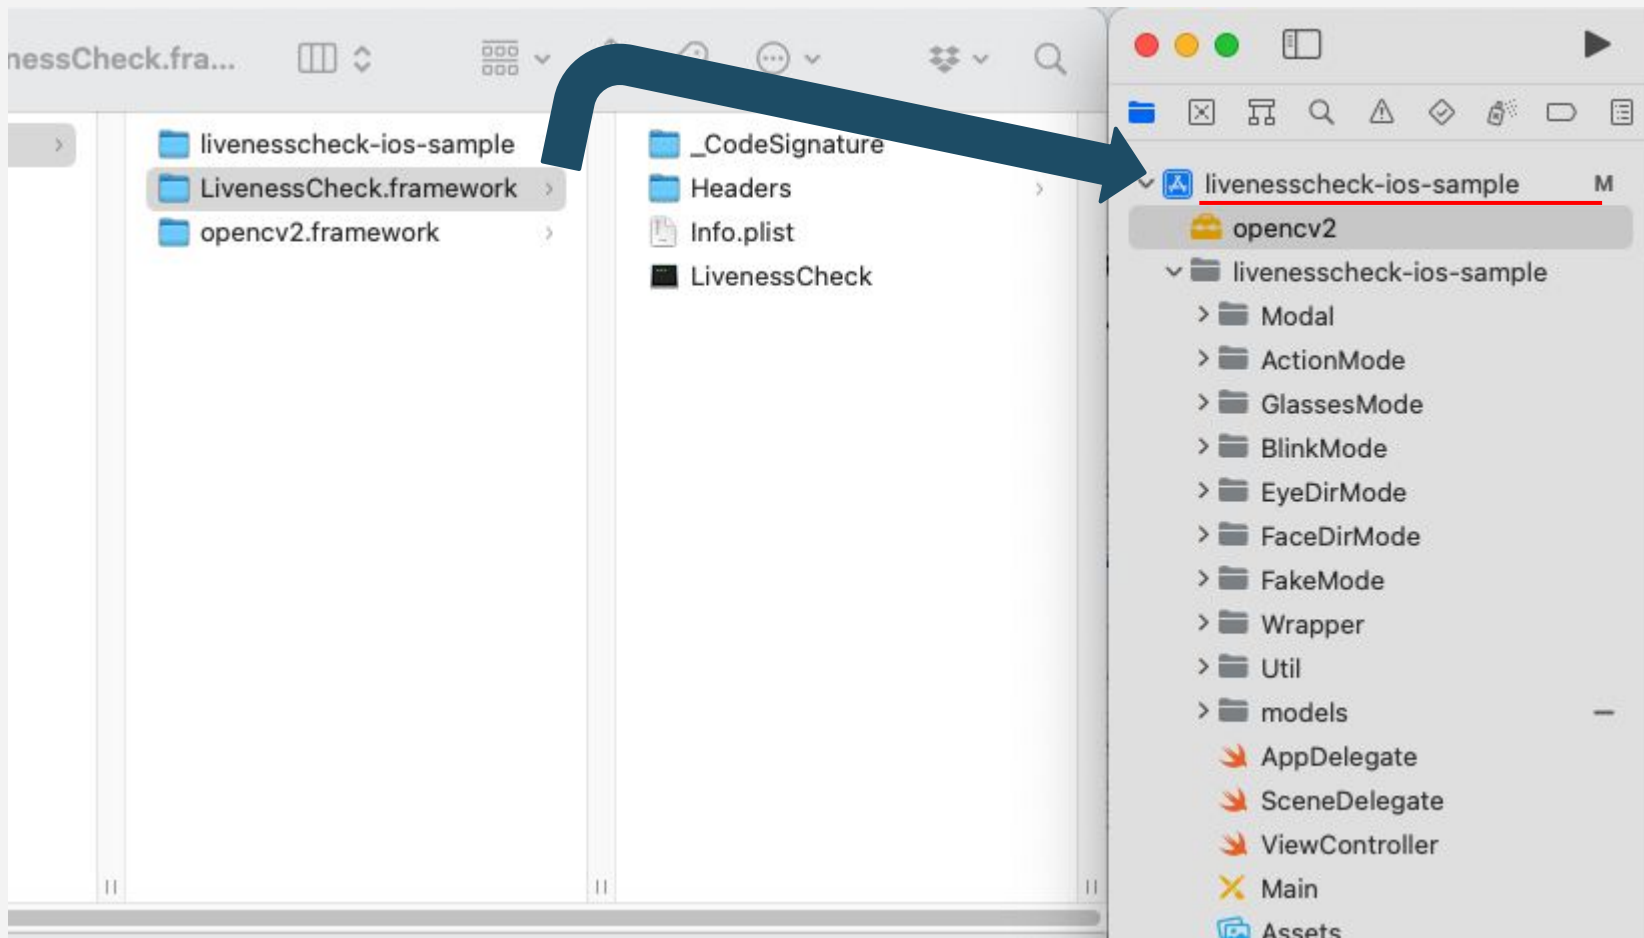 nessCheck.fra...
livenesscheck-ios-sample
LivenessCheck.framework
opencv2.framework
_CodeSignature
Headers
Info.plist
LivenessCheck
livenesscheck-ios-sample M
opencv2
livenesscheck-ios-sample
Modal
ActionMode
GlassesMode
BlinkMode
EyeDirMode
FaceDirMode
FakeMode
Wrapper
Util
models
AppDelegate
SceneDelegate
ViewController
Main
Assets